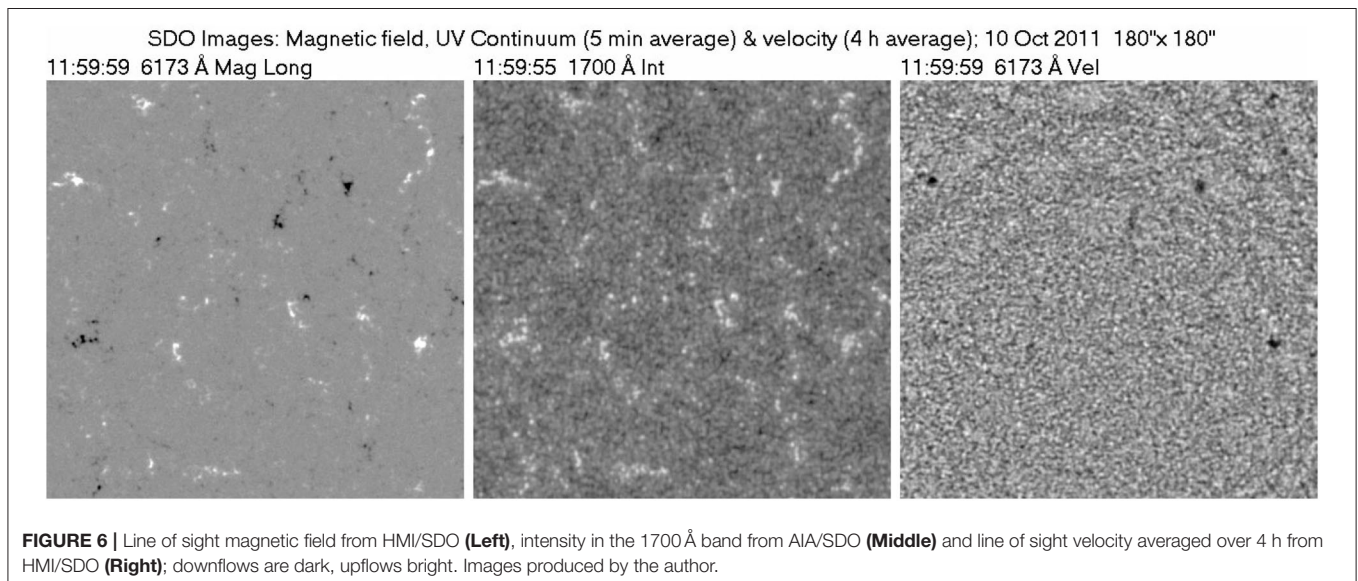 SDO Images: Magnetic field, UV Continuum (5 min average) & velocity (4 h average); 10 Oct 2011 180"x 180"
11:59:59 6173 Å Mag Long
11:59:55 1700 Å Int
11:59:59 6173 Å Vel
FIGURE 6 | Line of sight magnetic field from HMI/SDO (Left), intensity in the 1700 Å band from AIA/SDO (Middle) and line of sight velocity averaged over 4 h from
HMI/SDO (Right); downflows are dark, upflows bright. Images produced by the author.